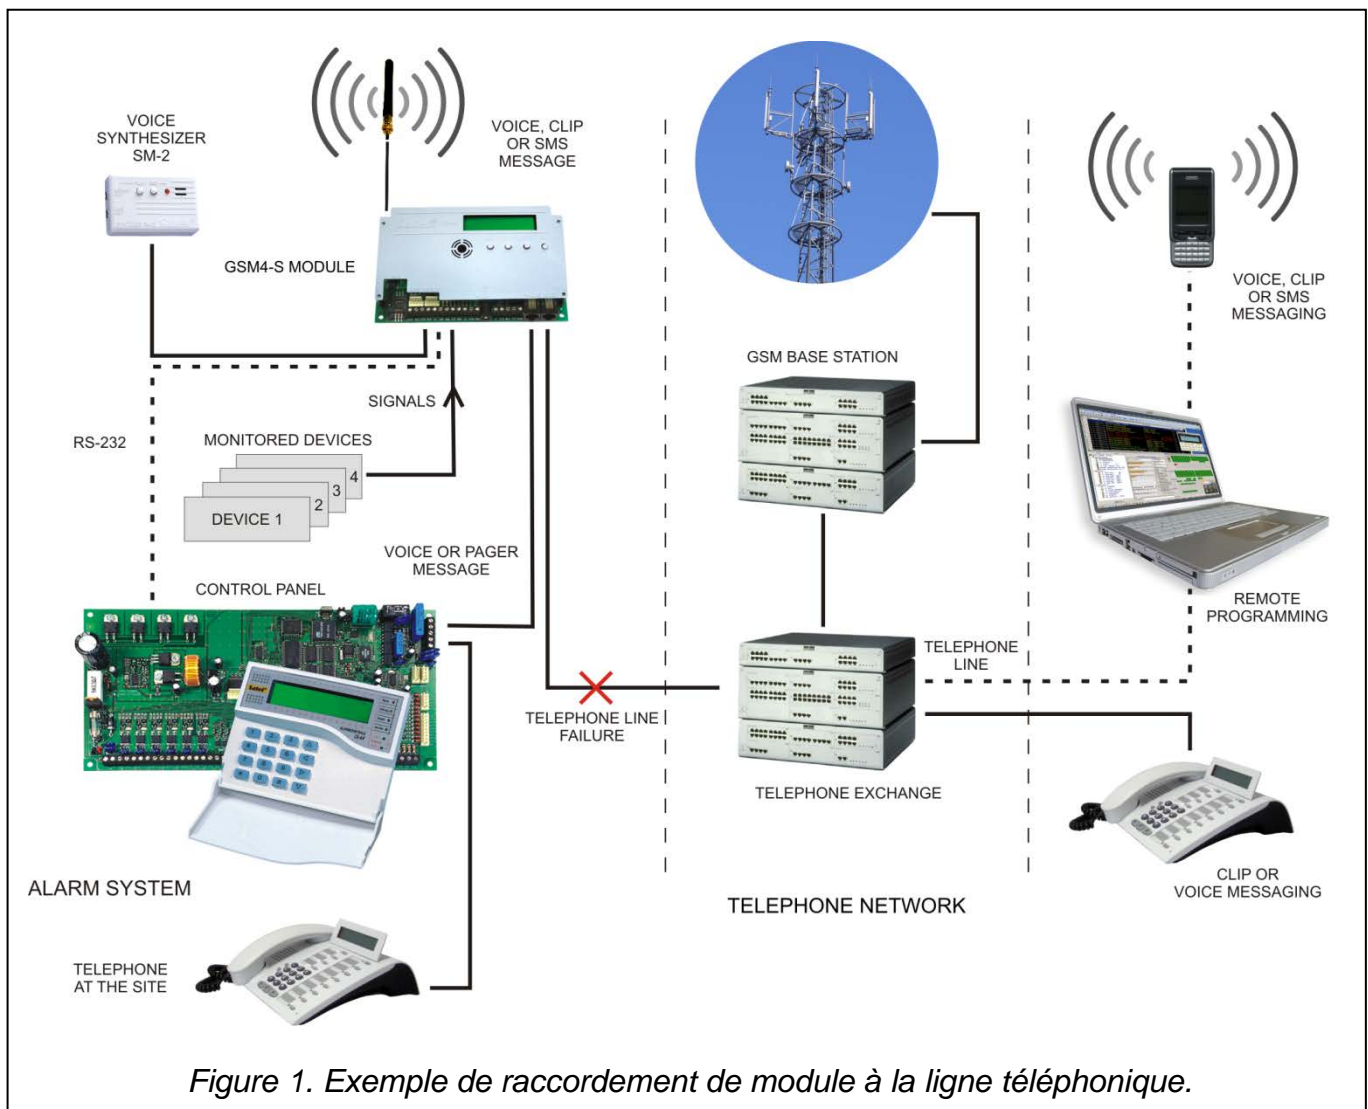 VOICE
SYNTHESIZER
SM-2
VOICE, CLIP
OR SMS
MESSAGE
GSM4-S MODULE
SIGNALS
RS-232
MONITORED DEVICES
4
3
2
DEVICE 1
VOICE OR PAGER
MESSAGE
CONTROL PANEL
Satel
TELEPHONE LINE
FAILURE
ALARM SYSTEM
TELEPHONE
AT THE SITE
GSM BASE STATION
TELEPHONE
LINE
TELEPHONE EXCHANGE
TELEPHONE NETWORK
VOICE, CLIP
OR SMS
MESSAGING
REMOTE
PROGRAMMING
CLIP OR
VOICE MESSAGING
Figure 1. Exemple de raccordement de module à la ligne téléphonique.